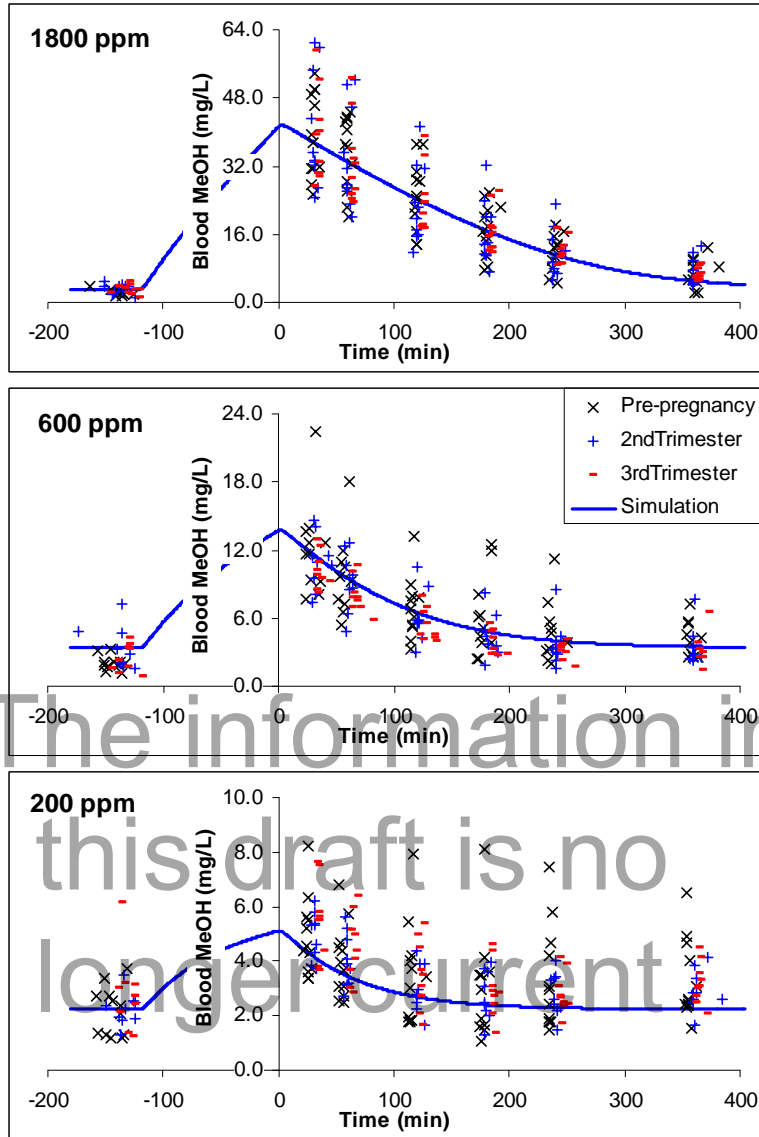 1800 ppm
Blood MeOH (mg/L)
64.0
48.0
32.0
16.0
0.0
-200 -100 0 100 200 300 400
Time (min)
600 ppm
Blood MeOH (mg/L)
24.0
18.0
12.0
6.0
0.0
× Pre-pregnancy
+ 2ndTrimester
- 3rdTrimester
Simulation
-200 -100 0 100 200 300 400
Time (min)
The information in
this draft is no
longer current
200 ppm
Blood MeOH (mg/L)
10.0
8.0
6.0
4.0
2.0
0.0
-200 -100 0 100 200 300 400
Time (min)